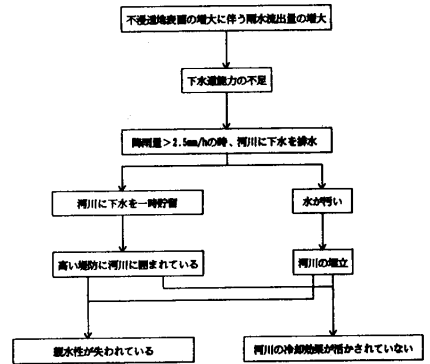 不浸透地表面の増大に伴う雨水流出量の増大
下水道能力の不足
降雨量>2.5mm/hの時、河川に下水を排水
河川に下水を一時貯留
水が汚い
高い堤防に河川に囲まれている
河川の埋立
親水性が失われている
河川の冷却効果が活かされていない